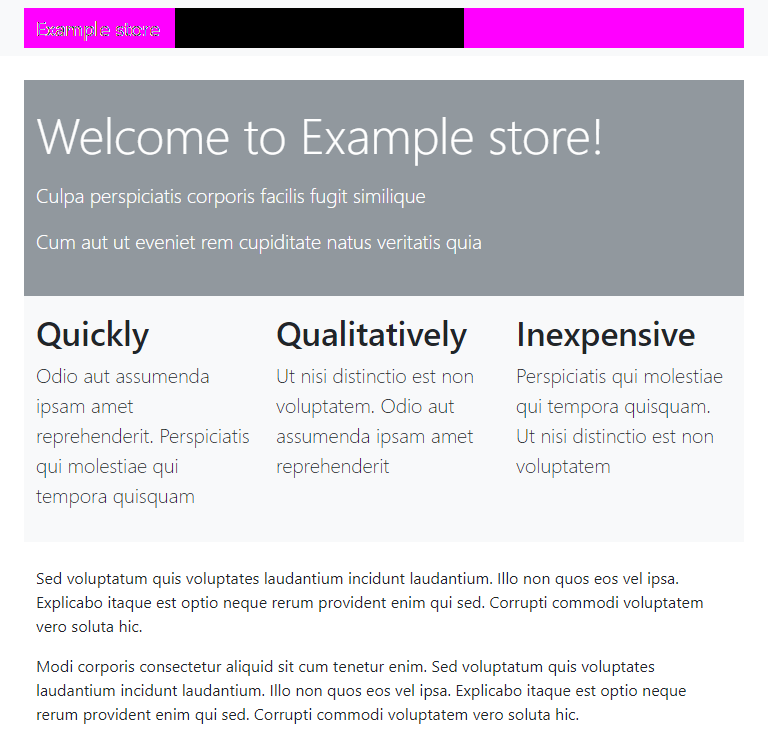 Example store
Welcome to Example store!
Culpa perspiciatis corporis facilis fugit similique
Cum aut ut eveniet rem cupiditate natus veritatis quia
Quickly
Odio aut assumenda
ipsam amet
reprehenderit. Perspiciatis
qui molestiae qui
tempora quisquam
Qualitatively
Ut nisi distinctio est non
voluptatem. Odio aut
assumenda ipsam amet
reprehenderit
Inexpensive
Perspiciatis qui molestiae
qui tempora quisquam.
Ut nisi distinctio est non
voluptatem
Sed voluptatum quis voluptates laudantium incidunt laudantium. Illo non quos eos vel ipsa.
Explicabo itaque est optio neque rerum provident enim qui sed. Corrupti commodi voluptatem
vero soluta hic.
Modi corporis consectetur aliquid sit cum tenetur enim. Sed voluptatum quis voluptates
laudantium incidunt laudantium. Illo non quos eos vel ipsa. Explicabo itaque est optio neque
rerum provident enim qui sed. Corrupti commodi voluptatem vero soluta hic.